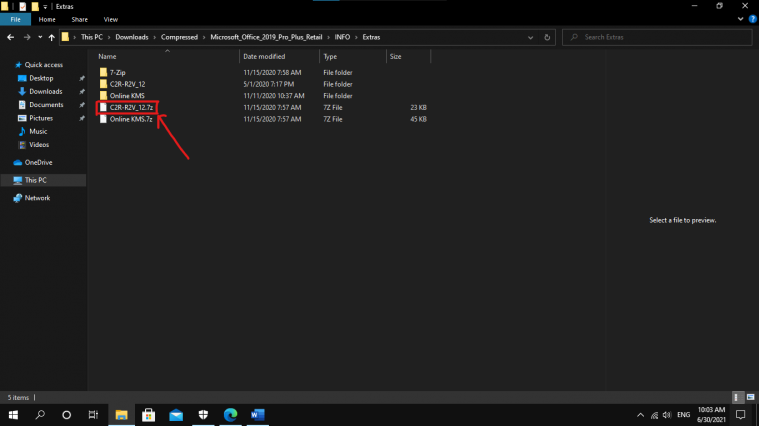 Extras
File Home Share View
This PC Downloads Compressed Microsoft_Office_2019_Pro_Plus_Retail INFO Extras
Search Extras
Name Date modified Type Size
Quick access
Desktop
Downloads
Documents
Pictures
Music
Videos
OneDrive
This PC
Network
7-Zip 11/15/2020 7:58 AM File folder
C2R-R2V_12 5/1/2020 7:17 PM File folder
Online KMS 11/11/2020 10:37 AM File folder
C2R-R2V_12.7z 11/15/2020 7:57 AM 7Z File 23 KB
Online KMS.7z 11/15/2020 7:57 AM 7Z File 45 KB
Select a file to preview.
5 items
ENG
10:03 AM
6/30/2021